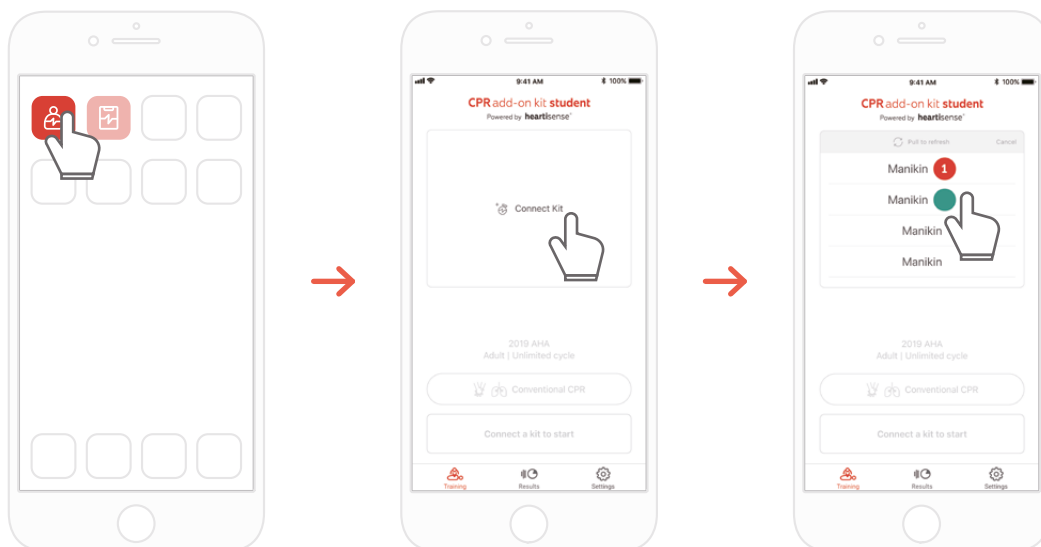 9:41 AM
100%
CPR add-on kit student
Powered by heartisense
Connect Kit
2019 AHA
Adult | Unlimited cycle
Conventional CPR
Connect a kit to start
Training
Results
Settings
9:41 AM
100%
CPR add-on kit student
Powered by heartisense
Pull to refresh
Cancel
Manikin 1
Manikin
Manikin
Manikin
2019 AHA
Adult | Unlimited cycle
Conventional CPR
Connect a kit to start
Training
Results
Settings